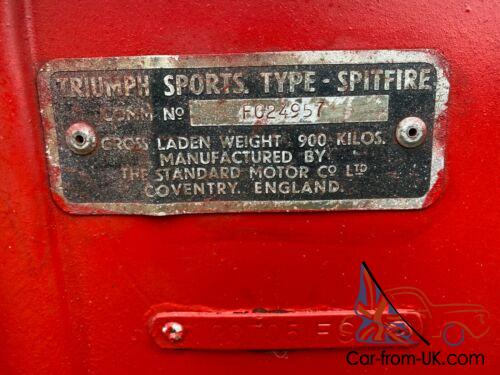 TRIUMPH SPORTS. TYPE - SPITFIRE
COMM. No FC24957
GROSS LADEN WEIGHT 900 KILOS.
MANUFACTURED BY
THE STANDARD MOTOR Co LTD
COVENTRY. ENGLAND.
Car-from-UK.com